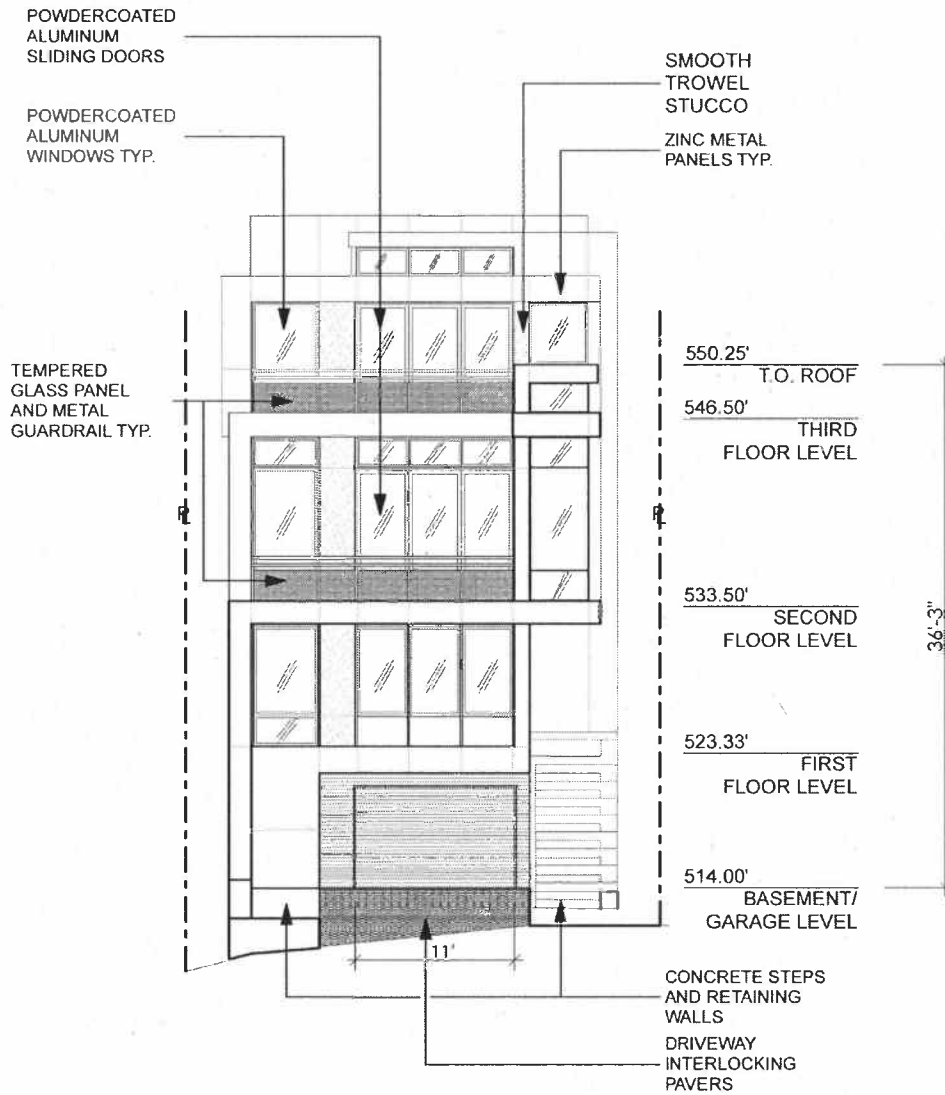 POWDERCOATED
ALUMINUM
SLIDING DOORS
SMOOTH
TROWEL
STUCCO
POWDERCOATED
ALUMINUM
WINDOWS TYP.
ZINC METAL
PANELS TYP.
TEMPERED
GLASS PANEL
AND METAL
GUARDRAIL TYP.
550.25'
T.O. ROOF
546.50'
THIRD
FLOOR LEVEL
PL
PL
533.50'
SECOND
FLOOR LEVEL
36'-3"
523.33'
FIRST
FLOOR LEVEL
514.00'
BASEMENT/
GARAGE LEVEL
11'
CONCRETE STEPS
AND RETAINING
WALLS
DRIVEWAY
INTERLOCKING
PAVERS